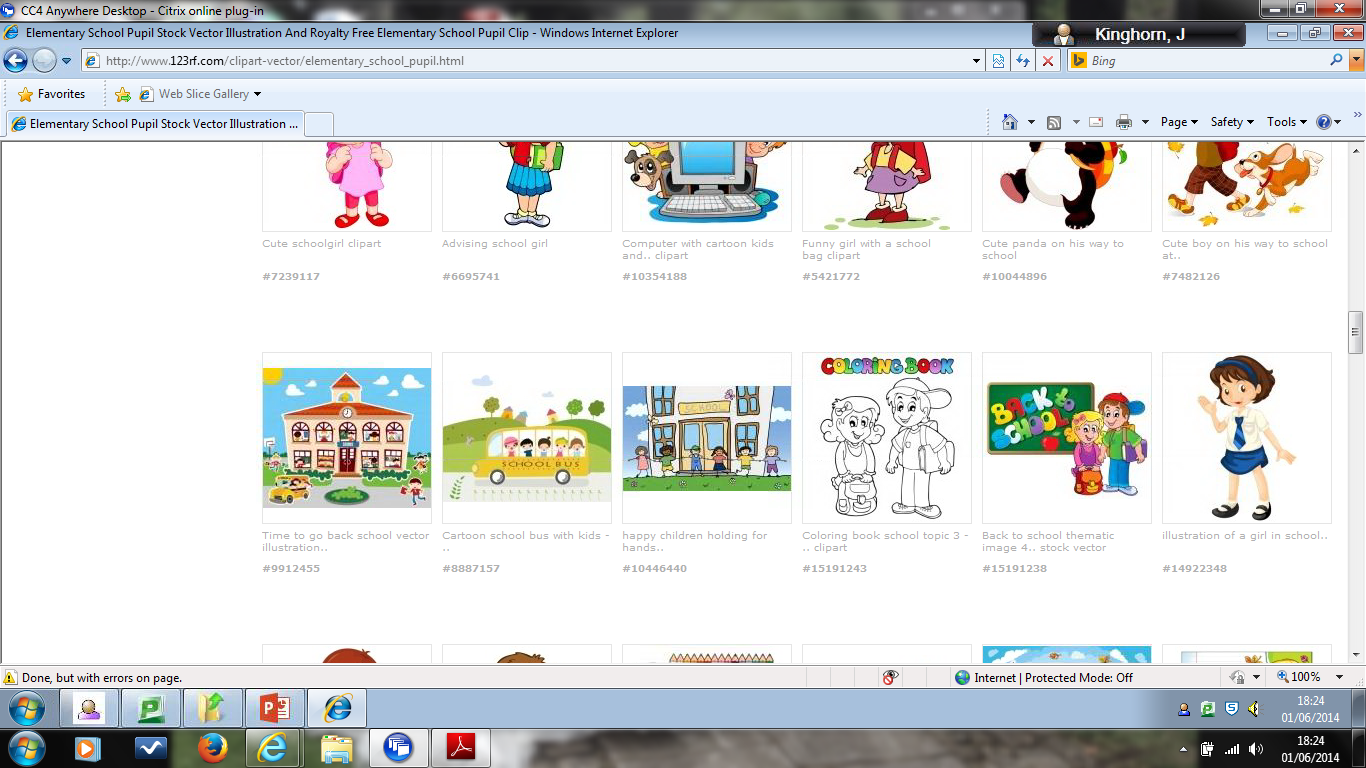 CC4 Anywhere Desktop - Citrix online plug-in
Elementary School Pupil Stock Vector Illustration And Royalty Free Elementary School Pupil Clip - Windows Internet Explorer
Kinghorn, J
http://www.123rf.com/clipart-vector/elementary_school_pupil.html
Bing
Favorites
Web Slice Gallery
Elementary School Pupil Stock Vector Illustration ...
Page
Safety
Tools
Cute schoolgirl clipart
#7239117
Advising school girl
#6695741
Computer with cartoon kids
and.. clipart
#10354188
Funny girl with a school
bag clipart
#5421772
Cute panda on his way to
school
#10044896
Cute boy on his way to school
at..
#7482126
SCHOOL BUS
SCHOOL
COLORING BOOK
BACK to
SCHOOL
Time to go back school vector
illustration..
#9912455
Cartoon school bus with kids -
..
#8887157
happy children holding for
hands..
#10446440
Coloring book school topic 3 -
.. clipart
#15191243
Back to school thematic
image 4.. stock vector
#15191238
illustration of a girl in school..
#14922348
Done, but with errors on page.
Internet | Protected Mode: Off
100%
18:24
01/06/2014
18:24
01/06/2014